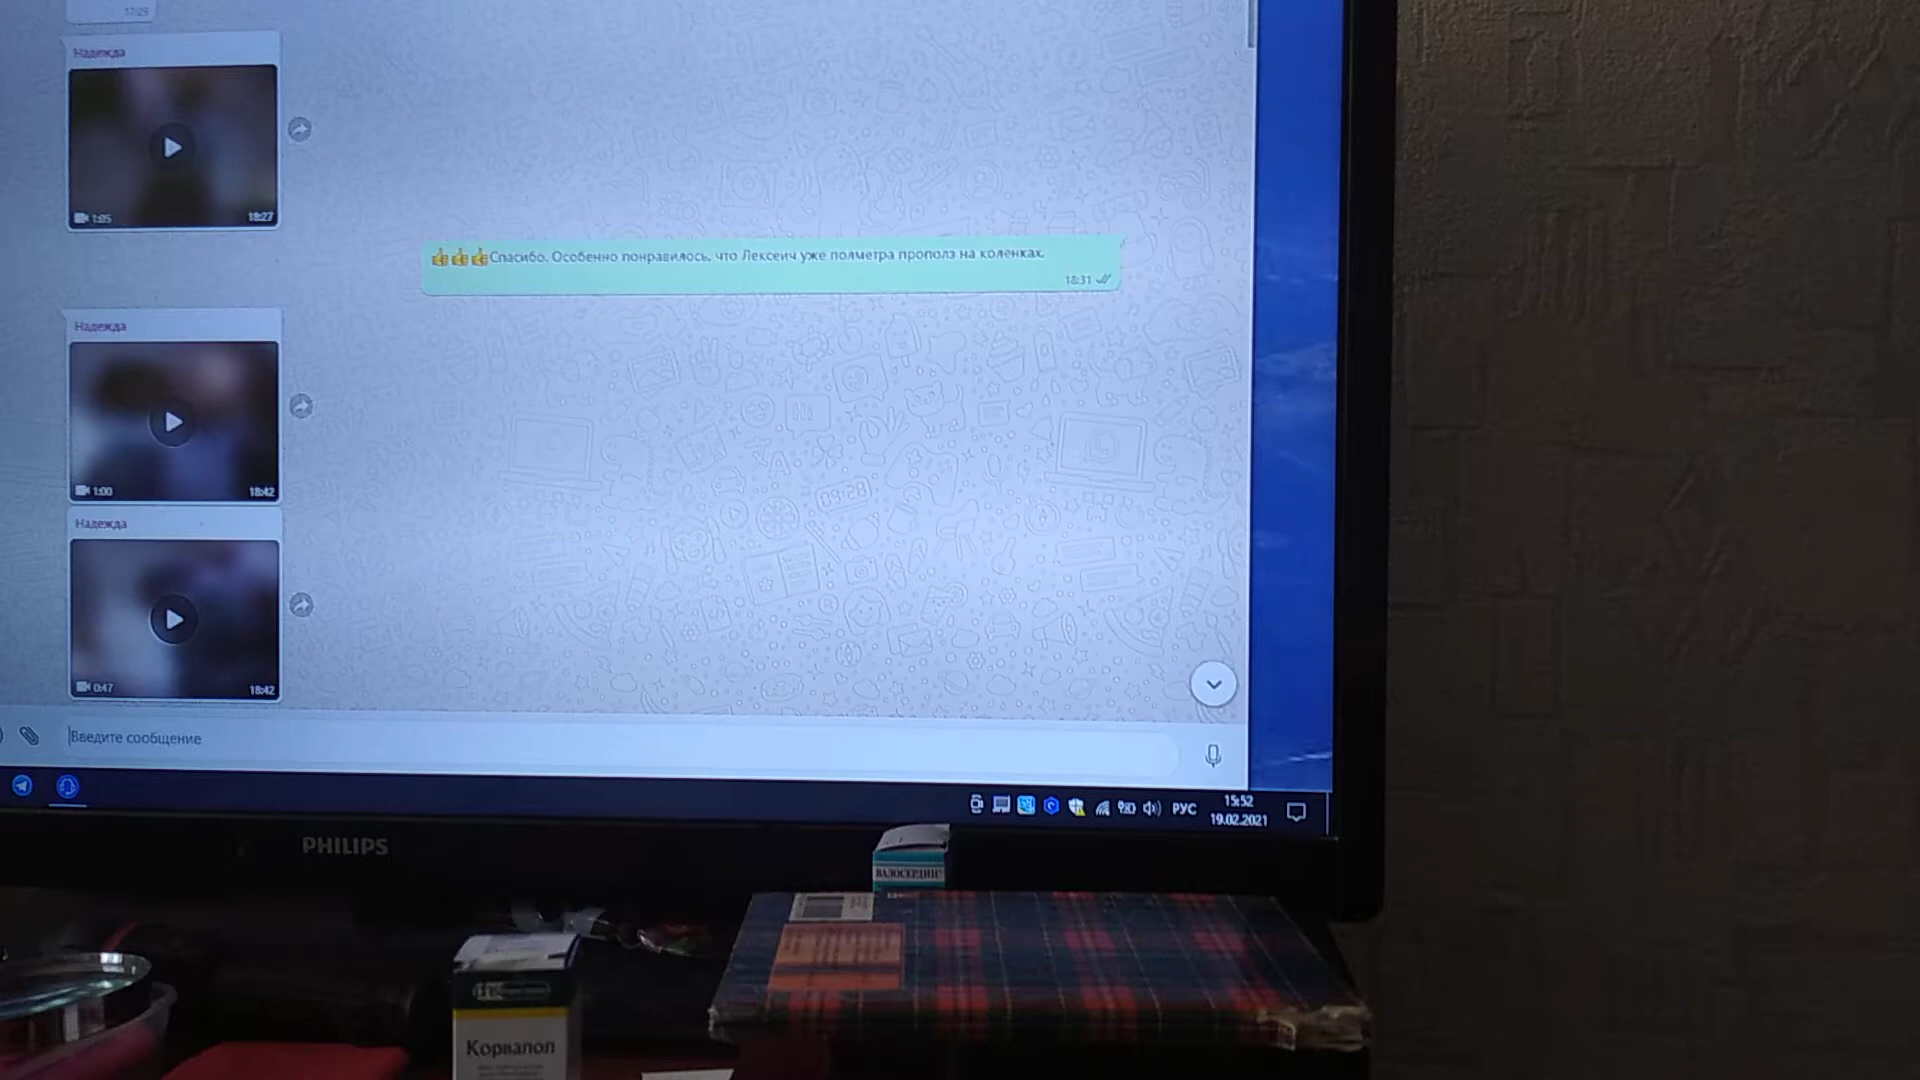 17:29
Надежда
1:05
18:27
👍👍👍Спасибо. Особенно понравилось, что Лексеич уже полметра прополз на коленках.
18:31
Надежда
1:00
18:42
Надежда
0:47
18:42
Введите сообщение
РУС
15:52
19.02.2021
PHILIPS
ВАЛОСЕРДИН®
Корвалол